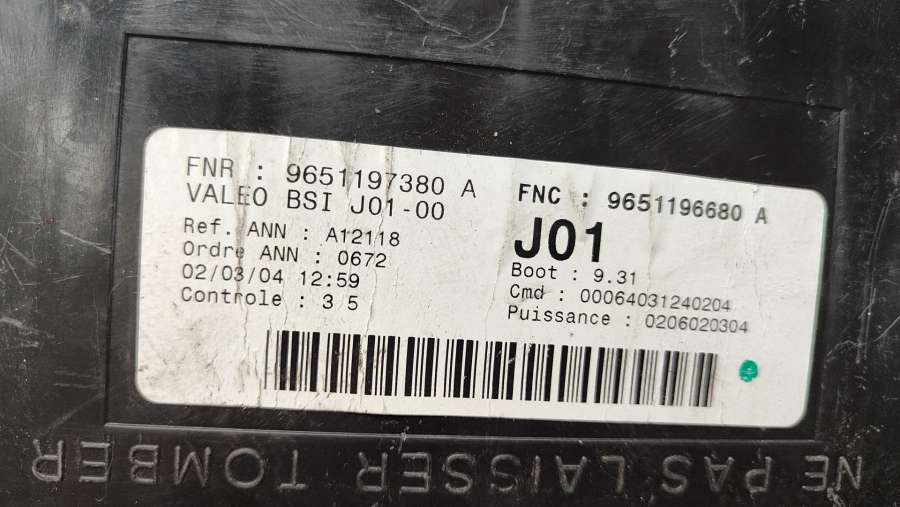 FNR : 9651197380 A
VALEO BSI J01-00
Ref. ANN : A12118
Ordre ANN : 0672
02/03/04 12:59
Controle : 3 5
FNC : 9651196680 A
J01
Boot : 9.31
Cmd : 00064031240204
Puissance : 0206020304
NE PAS LAISSER TOMBER